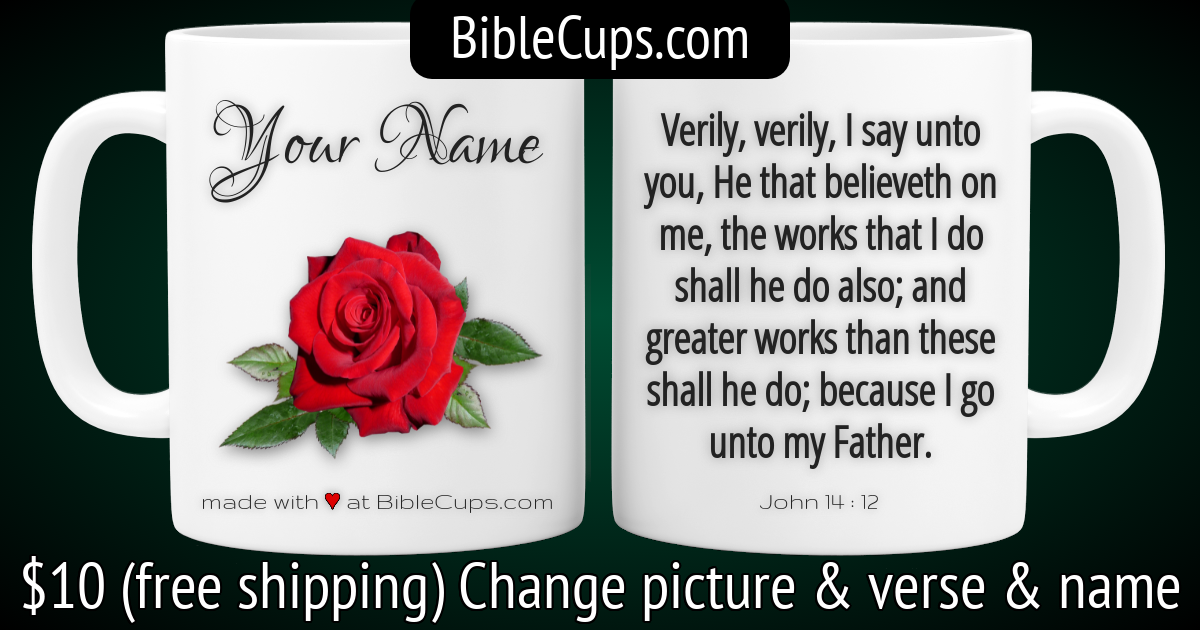 BibleCups.com
Your Name
made with ♥ at BibleCups.com
Verily, verily, I say unto
you, He that believeth on
me, the works that I do
shall he do also; and
greater works than these
shall he do; because I go
unto my Father.
John 14 : 12
$10 (free shipping) Change picture & verse & name